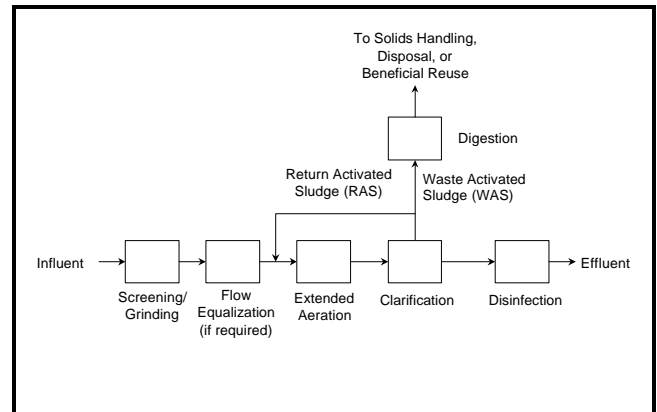 To Solids Handling,
Disposal, or
Beneficial Reuse
Digestion
Return Activated
Sludge (RAS)
Waste Activated
Sludge (WAS)
Influent
Effluent
Screening/
Grinding
Flow
Equalization
(if required)
Extended
Aeration
Clarification
Disinfection